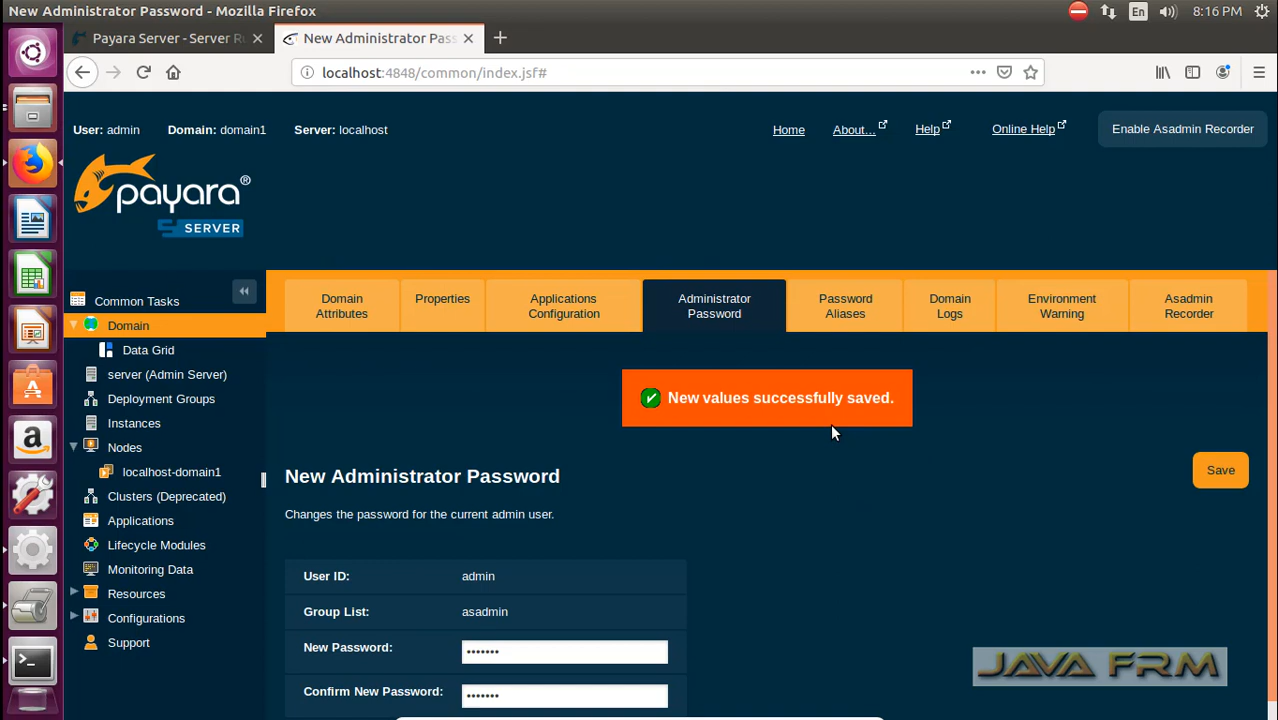 New Administrator Password - Mozilla Firefox
En
8:16 PM
Payara Server - Server Ru
New Administrator Pass
localhost:4848/common/index.jsf#
User: admin
Domain: domain1
Server: localhost
Home
About...
Help
Online Help
Enable Asadmin Recorder
payara®
SERVER
Common Tasks
Domain
Data Grid
server (Admin Server)
Deployment Groups
Instances
Nodes
localhost-domain1
Clusters (Deprecated)
Applications
Lifecycle Modules
Monitoring Data
Resources
Configurations
Support
Domain
Attributes
Properties
Applications
Configuration
Administrator
Password
Password
Aliases
Domain
Logs
Environment
Warning
Asadmin
Recorder
New values successfully saved.
New Administrator Password
Save
Changes the password for the current admin user.
User ID: admin
Group List: asadmin
New Password: •••••••
Confirm New Password: •••••••
JAVA FRM